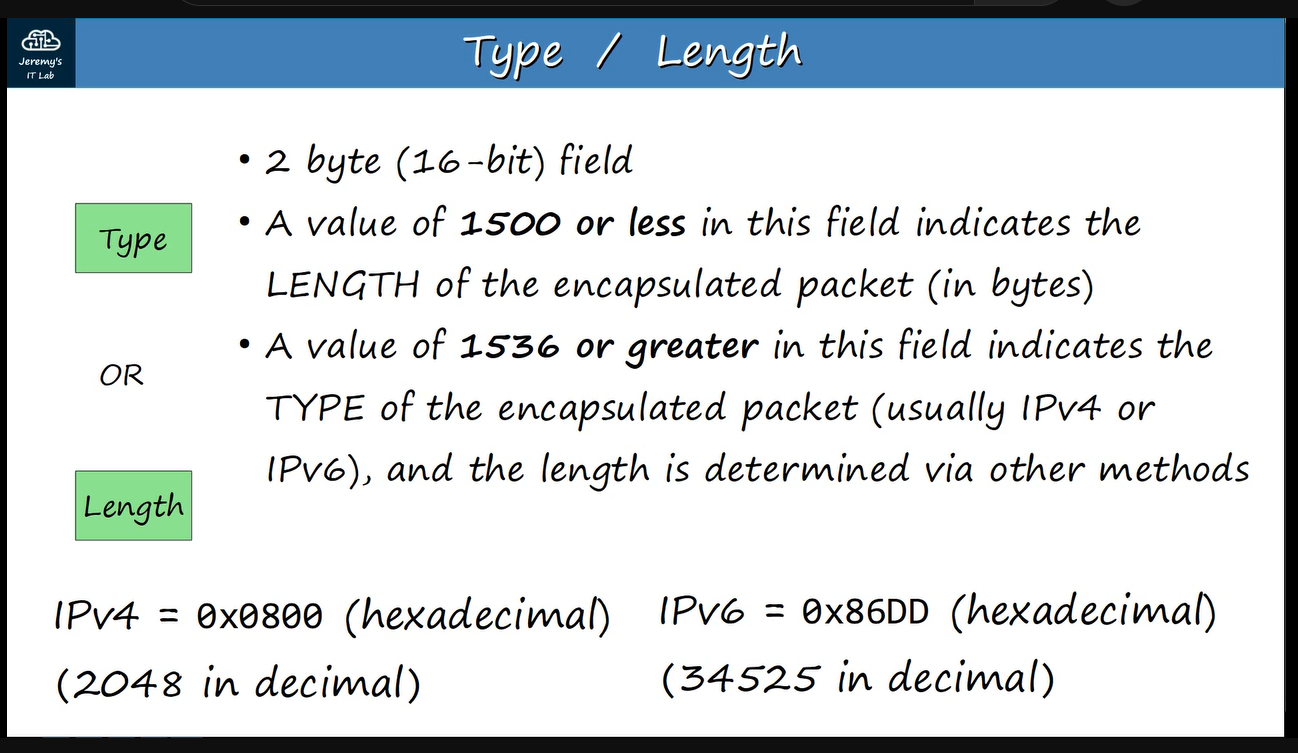 Jeremy's
IT Lab
Type / Length
• 2 byte (16-bit) field
• A value of 1500 or less in this field indicates the
LENGTH of the encapsulated packet (in bytes)
• A value of 1536 or greater in this field indicates the
TYPE of the encapsulated packet (usually IPv4 or
IPv6), and the length is determined via other methods
Type
OR
Length
IPv4 = 0x0800 (hexadecimal)
(2048 in decimal)
IPv6 = 0x86DD (hexadecimal)
(34525 in decimal)